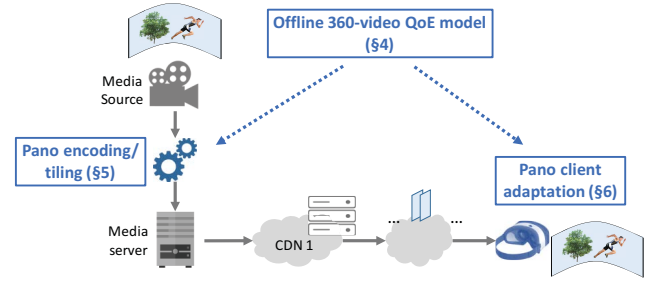 Offline 360-video QoE model
(§4)
Media
Source
Pano encoding/
tiling (§5)
Pano client
adaptation (§6)
Media
server
CDN 1
...
...